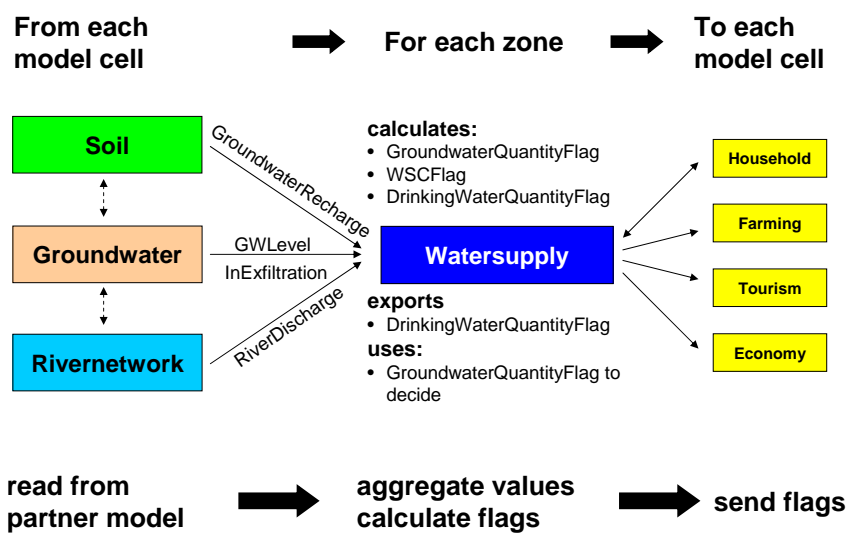 From each
model cell
For each zone
To each
model cell
Soil
Groundwater
Rivernetwork
GroundwaterRecharge
GWLevel
InExfiltration
RiverDischarge
calculates:
• GroundwaterQuantityFlag
• WSCFlag
• DrinkingWaterQuantityFlag
Watersupply
exports
• DrinkingWaterQuantityFlag
uses:
• GroundwaterQuantityFlag to
decide
Household
Farming
Tourism
Economy
read from
partner model
aggregate values
calculate flags
send flags